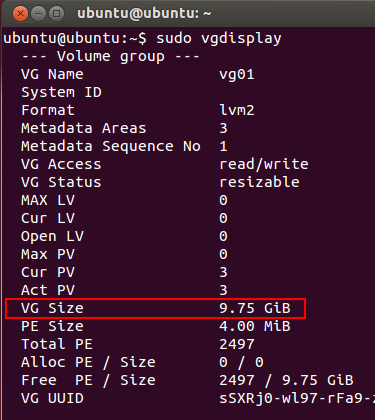 ubuntu@ubuntu: ~
ubuntu@ubuntu:~$ sudo vgdisplay
--- Volume group ---
VG Name vg01
System ID
Format lvm2
Metadata Areas 3
Metadata Sequence No 1
VG Access read/write
VG Status resizable
MAX LV 0
Cur LV 0
Open LV 0
Max PV 0
Cur PV 3
Act PV 3
VG Size 9.75 GiB
PE Size 4.00 MiB
Total PE 2497
Alloc PE / Size 0 / 0
Free PE / Size 2497 / 9.75 GiB
VG UUID sSXRj0-wl97-rFa9-z